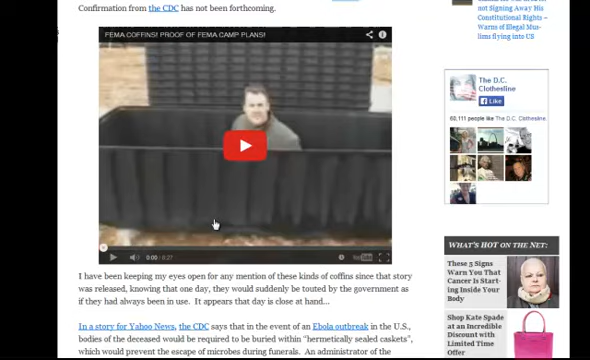 Confirmation from the CDC has not been forthcoming.
FEMA COFFINS! PROOF OF FEMA CAMP PLANS!
0:00 / 8:27
I have been keeping my eyes open for any mention of these kinds of coffins since that story
was released, knowing that one day, they would suddenly be touted by the government as
if they had always been in use. It appears that day is close at hand...
In a story for Yahoo News, the CDC says that in the event of an Ebola outbreak in the U.S.,
bodies of the deceased would be required to be buried within "hermetically sealed caskets",
which would prevent the escape of microbes during funerals. An administrator of the
not Signing Away His
Constitutional Rights –
Warns of Illegal Mus-
lims flying into US
The D.C.
Clothesline
Like
people like The D.C. Clothesline.
WHAT'S HOT ON THE NET:
These 5 Signs
Warn You That
Cancer Is Start-
ing Inside Your
Body
Shop Kate Spade
at an Incredible
Discount with
Limited Time
Offer